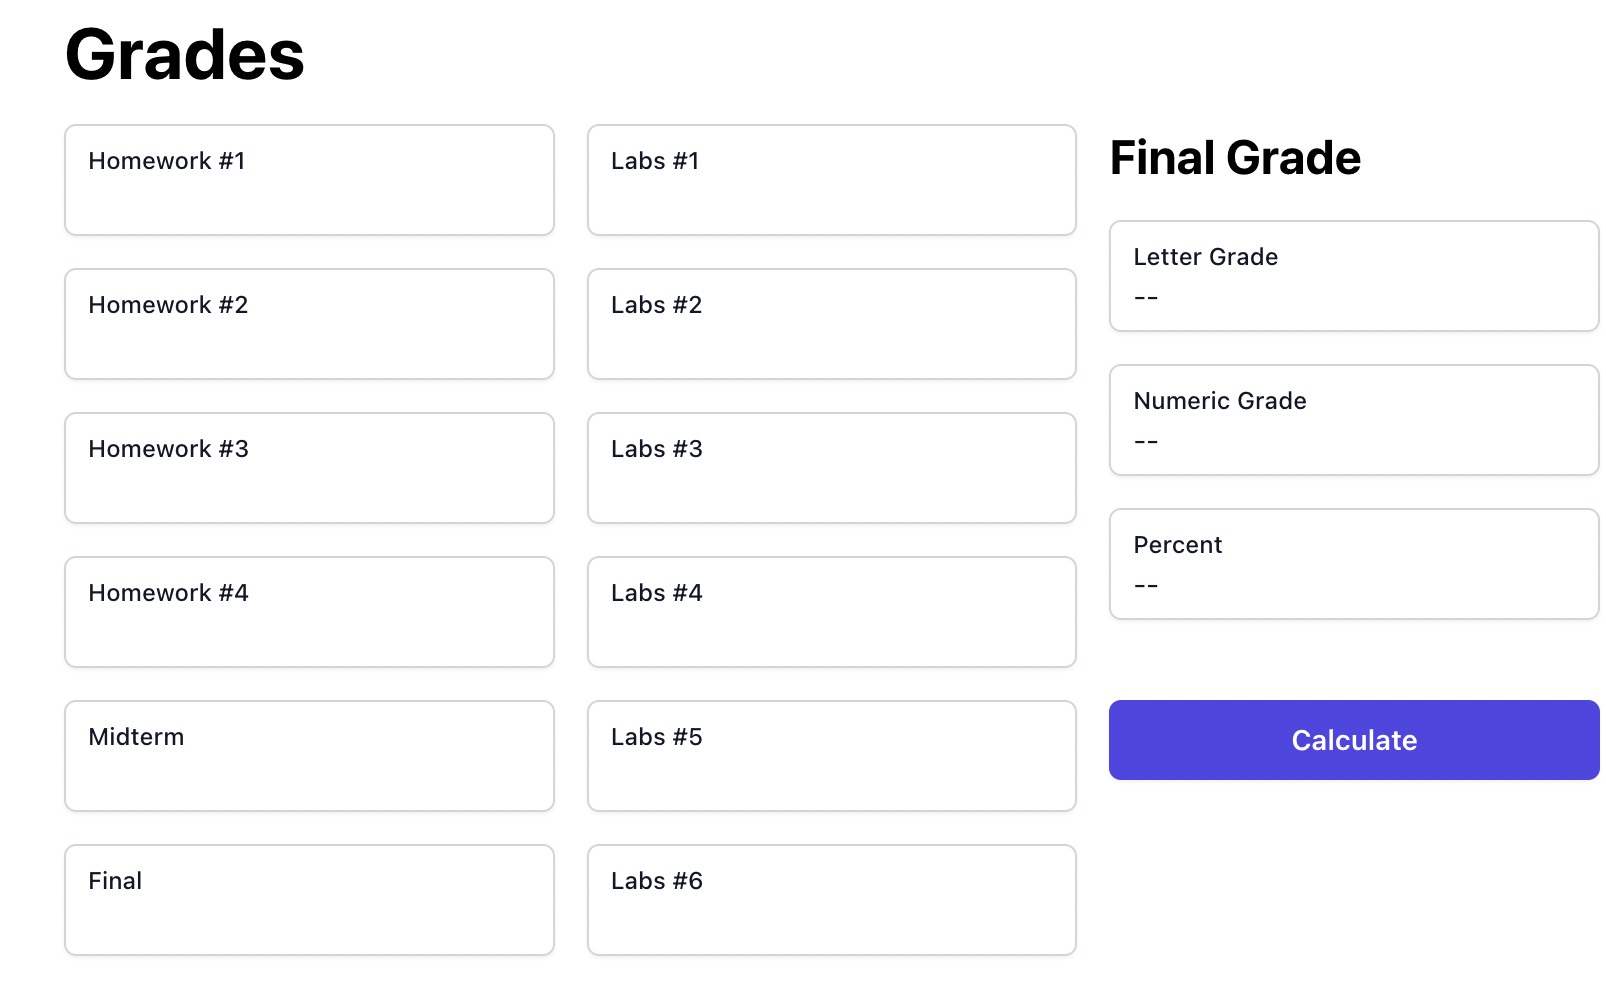 Grades
Homework #1
Homework #2
Homework #3
Homework #4
Midterm
Final
Labs #1
Labs #2
Labs #3
Labs #4
Labs #5
Labs #6
Final Grade
Letter Grade
--
Numeric Grade
--
Percent
--
Calculate